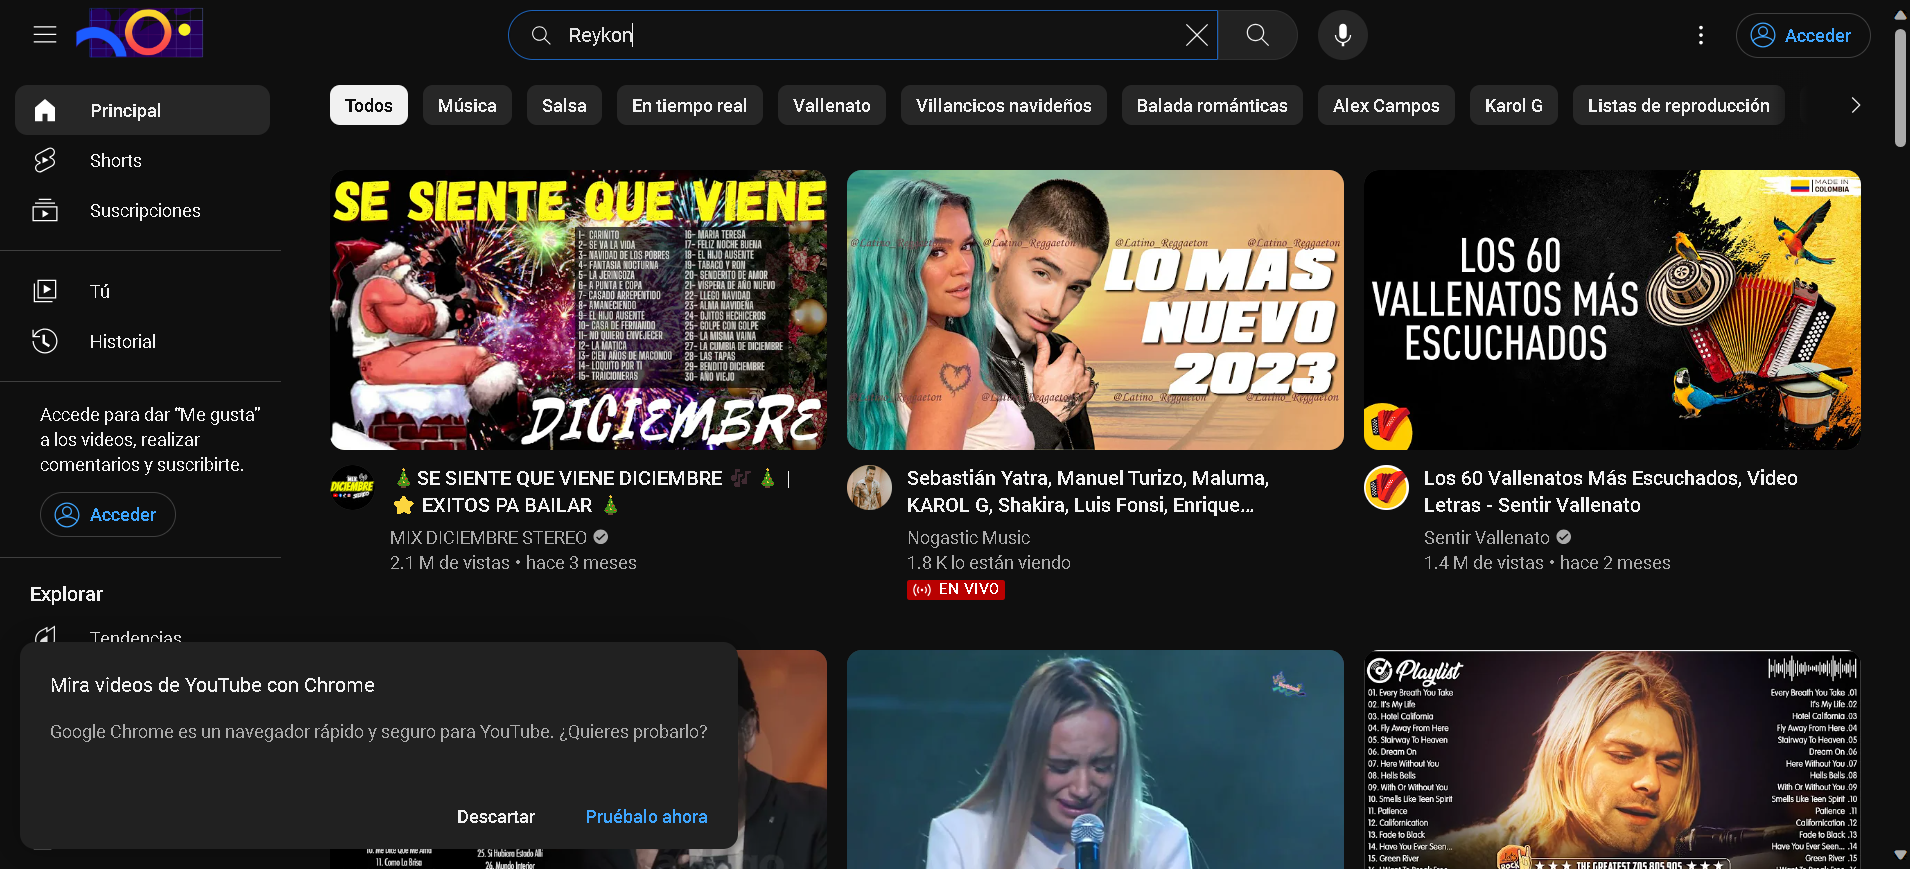 Reykon
Acceder
Principal
Shorts
Suscripciones
Tú
Historial
Accede para dar “Me gusta”
a los videos, realizar
comentarios y suscribirte.
Acceder
Explorar
Tendencias
Todos
Música
Salsa
En tiempo real
Vallenato
Villancicos navideños
Balada románticas
Alex Campos
Karol G
Listas de reproducción
SE SIENTE QUE VIENE
1- CARIÑITO
2- SE VA LA VIDA
3- NAVIDAD DE LOS POBRES
4- FANTASIA NOCTURNA
5- LA JERINGOZA
6- A PUNTA E COPA
7- CASADO ARREPENTIDO
8- AMANECIENDO
9- EL HIJO AUSENTE
10- CASA DE FERNANDO
11- NO QUIERO ENVEJECER
12- LA MATICA
13- CIEN AÑOS DE MACONDO
14- LOQUITO POR TI
15- TRAICIONERAS
16- MARIA TERESA
17- FELIZ NOCHE BUENA
18- EL HIJO AUSENTE
19- TABACO Y RON
20- SENDERITO DE AMOR
21- VISPERA DE AÑO NUEVO
22- LLEGO NAVIDAD
23- ALMA NAVIDEÑA
24- OJITOS HECHICEROS
25- GOLPE CON GOLPE
26- LA MISMA VAINA
27- LA CUMBIA DE DICIEMBRE
28- LAS TAPAS
29- BENDITO DICIEMBRE
30- AÑO VIEJO
DICIEMBRE
@Latino_Reggaeton @Latino_Reggaeton @Latino_Reggaeton @Latino_Reggaeton
LO MAS
NUEVO
2023
@Latino_Reggaeton @Latino_Reggaeton @Latino_Reggaeton @Latino_Reggaeton
MADE IN
COLOMBIA
LOS 60
VALLENATOS MÁS
ESCUCHADOS
MIX
DICIEMBRE
STEREO
🎄 SE SIENTE QUE VIENE DICIEMBRE 🎶 🎄 |
⭐ EXITOS PA BAILAR 🎄
MIX DICIEMBRE STEREO
2.1 M de vistas • hace 3 meses
Sebastián Yatra, Manuel Turizo, Maluma,
KAROL G, Shakira, Luis Fonsi, Enrique...
Nogastic Music
1.8 K lo están viendo
EN VIVO
Los 60 Vallenatos Más Escuchados, Video
Letras - Sentir Vallenato
Sentir Vallenato
1.4 M de vistas • hace 2 meses
Mira videos de YouTube con Chrome
Google Chrome es un navegador rápido y seguro para YouTube. ¿Quieres probarlo?
Descartar
Pruébalo ahora
10. Me Dice Que Me Ama
11. Como La Brisa
25. Si Hubiera Estado Allí
26. Mundo Interior
Playlist
01. Every Breath You Take
02. It's My Life
03. Hotel California
04. Fly Away From Here
05. Stairway To Heaven
06. Dream On
07. Here Without You
08. Hells Bells
09. With Or Without You
10. Smells Like Teen Spirit
11. Patience
12. Californication
13. Fade to Black
14. Have You Ever Seen...
15. Green River
Every Breath You Take .01
It's My Life .02
Hotel California .03
Fly Away From Here .04
Stairway To Heaven .05
Dream On .06
Here Without You .07
Hells Bells .08
With Or Without You .09
Smells Like Teen Spirit .10
Patience .11
Californication .12
Fade to Black .13
Have You Ever Seen... .14
Green River .15
THE GREATEST 70S 80S 90S